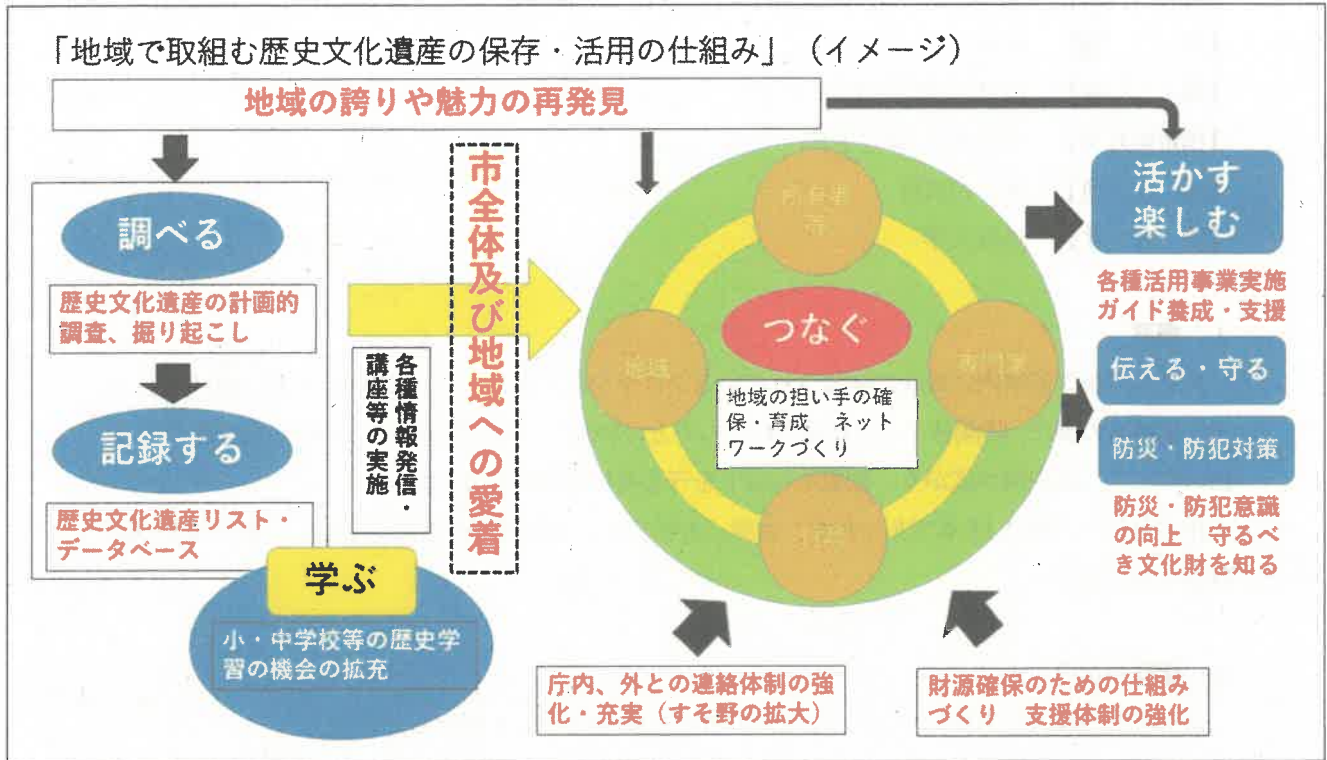 「地域で取組む歴史文化遺産の保存・活用の仕組み」（イメージ）
地域の誇りや魅力の再発見
調べる
歴史文化遺産の計画的
調査、掘り起こし
記録する
歴史文化遺産リスト・
データベース
学ぶ
小・中学校等の歴史学
習の機会の拡充
各種情報発信・
講座等の実施
市全体及び地域への愛着
地域
つなぐ
地域の担い手の確
保・育成　ネット
ワークづくり
専門家
活かす
楽しむ
各種活用事業実施
ガイド養成・支援
伝える・守る
防災・防犯対策
防災・防犯意識
の向上　守るべ
き文化財を知る
庁内、外との連絡体制の強
化・充実（すそ野の拡大）
財源確保のための仕組み
づくり　支援体制の強化